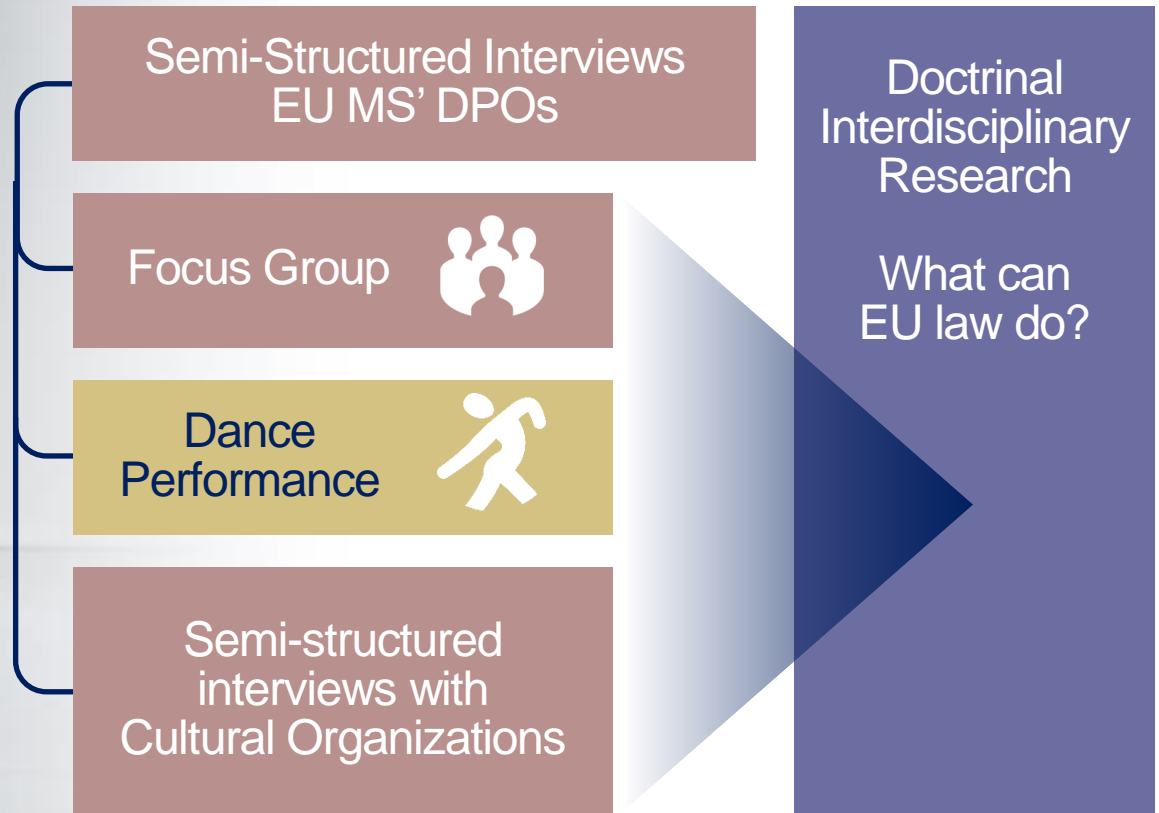 Semi-Structured Interviews
EU MS’ DPOs
Focus Group
Dance
Performance
Semi-structured
interviews with
Cultural Organizations
Doctrinal
Interdisciplinary
Research
What can
EU law do?